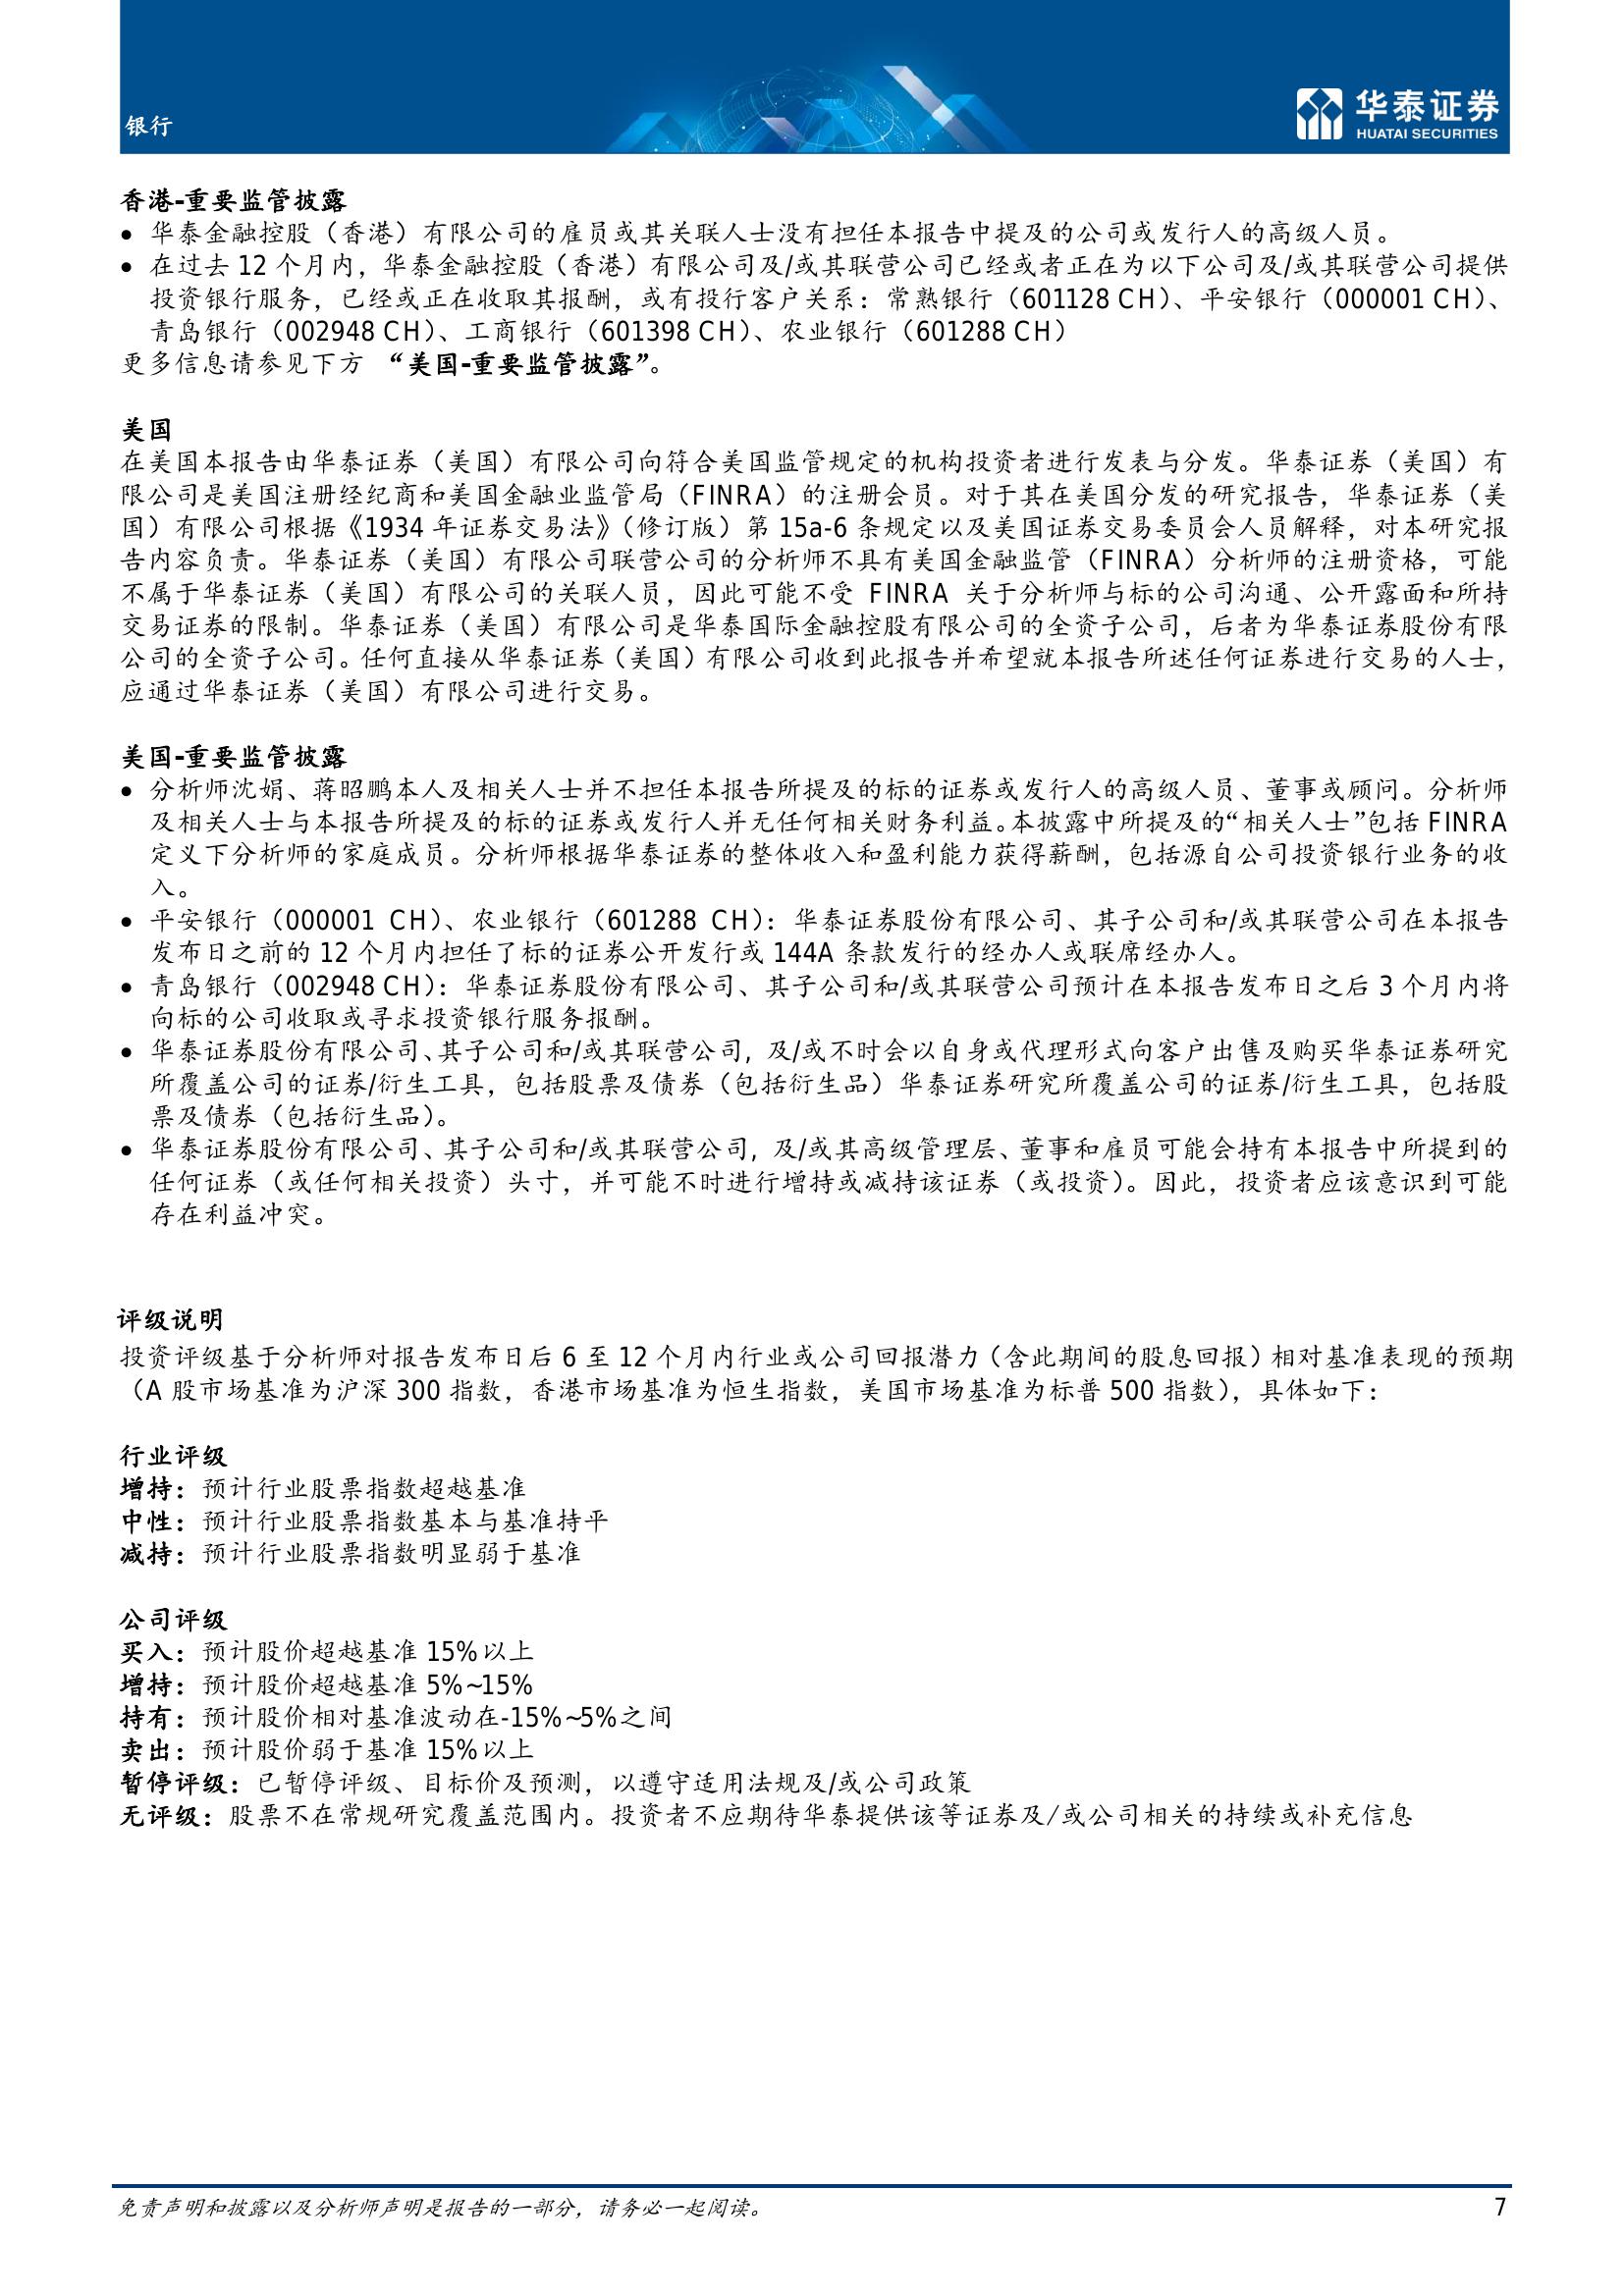 银行
华泰证券
HUATAI SECURITIES
香港-重要监管披露
● 华泰金融控股（香港）有限公司的雇员或其关联人士没有担任本报告中提及的公司或发行人的高级人员。
● 在过去 12 个月内，华泰金融控股（香港）有限公司及/或其联营公司已经或者正在为以下公司及/或其联营公司提供
投资银行服务，已经或正在收取其报酬，或有投行客户关系：常熟银行（601128 CH）、平安银行（000001 CH）、
青岛银行（002948 CH）、工商银行（601398 CH）、农业银行（601288 CH）
更多信息请参见下方 “美国-重要监管披露”。
美国
在美国本报告由华泰证券（美国）有限公司向符合美国监管规定的机构投资者进行发表与分发。华泰证券（美国）有
限公司是美国注册经纪商和美国金融业监管局（FINRA）的注册会员。对于其在美国分发的研究报告，华泰证券（美
国）有限公司根据《1934 年证券交易法》（修订版）第 15a-6 条规定以及美国证券交易委员会人员解释，对本研究报
告内容负责。华泰证券（美国）有限公司联营公司的分析师不具有美国金融监管（FINRA）分析师的注册资格，可能
不属于华泰证券（美国）有限公司的关联人员，因此可能不受 FINRA 关于分析师与标的公司沟通、公开露面和所持
交易证券的限制。华泰证券（美国）有限公司是华泰国际金融控股有限公司的全资子公司，后者为华泰证券股份有限
公司的全资子公司。任何直接从华泰证券（美国）有限公司收到此报告并希望就本报告所述任何证券进行交易的人士，
应通过华泰证券（美国）有限公司进行交易。
美国-重要监管披露
● 分析师沈娟、蒋昭鹏本人及相关人士并不担任本报告所提及的标的证券或发行人的高级人员、董事或顾问。分析师
及相关人士与本报告所提及的标的证券或发行人并无任何相关财务利益。本披露中所提及的“相关人士”包括 FINRA
定义下分析师的家庭成员。分析师根据华泰证券的整体收入和盈利能力获得薪酬，包括源自公司投资银行业务的收
入。
● 平安银行（000001 CH）、农业银行（601288 CH）：华泰证券股份有限公司、其子公司和/或其联营公司在本报告
发布日之前的 12 个月内担任了标的证券公开发行或 144A 条款发行的经办人或联席经办人。
● 青岛银行（002948 CH）：华泰证券股份有限公司、其子公司和/或其联营公司预计在本报告发布日之后 3 个月内将
向标的公司收取或寻求投资银行服务报酬。
● 华泰证券股份有限公司、其子公司和/或其联营公司, 及/或不时会以自身或代理形式向客户出售及购买华泰证券研究
所覆盖公司的证券/衍生工具，包括股票及债券（包括衍生品）华泰证券研究所覆盖公司的证券/衍生工具，包括股
票及债券（包括衍生品）。
● 华泰证券股份有限公司、其子公司和/或其联营公司, 及/或其高级管理层、董事和雇员可能会持有本报告中所提到的
任何证券（或任何相关投资）头寸，并可能不时进行增持或减持该证券（或投资）。因此，投资者应该意识到可能
存在利益冲突。
评级说明
投资评级基于分析师对报告发布日后 6 至 12 个月内行业或公司回报潜力（含此期间的股息回报）相对基准表现的预期
（A 股市场基准为沪深 300 指数，香港市场基准为恒生指数，美国市场基准为标普 500 指数），具体如下：
行业评级
增持：预计行业股票指数超越基准
中性：预计行业股票指数基本与基准持平
减持：预计行业股票指数明显弱于基准
公司评级
买入：预计股价超越基准 15%以上
增持：预计股价超越基准 5%~15%
持有：预计股价相对基准波动在-15%~5%之间
卖出：预计股价弱于基准 15%以上
暂停评级：已暂停评级、目标价及预测，以遵守适用法规及/或公司政策
无评级：股票不在常规研究覆盖范围内。投资者不应期待华泰提供该等证券及/或公司相关的持续或补充信息
免责声明和披露以及分析师声明是报告的一部分，请务必一起阅读。
7